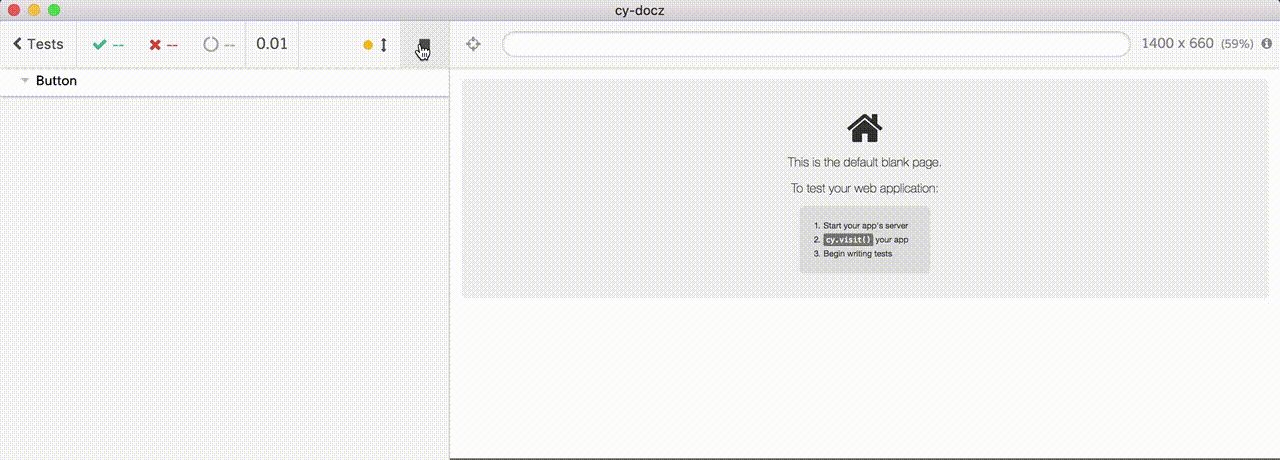 cy-docz
Tests -- -- -- 0.01
1400 x 660 (59%)
Button
This is the default blank page.
To test your web application:
1. Start your app's server
2. cy.visit() your app
3. Begin writing tests